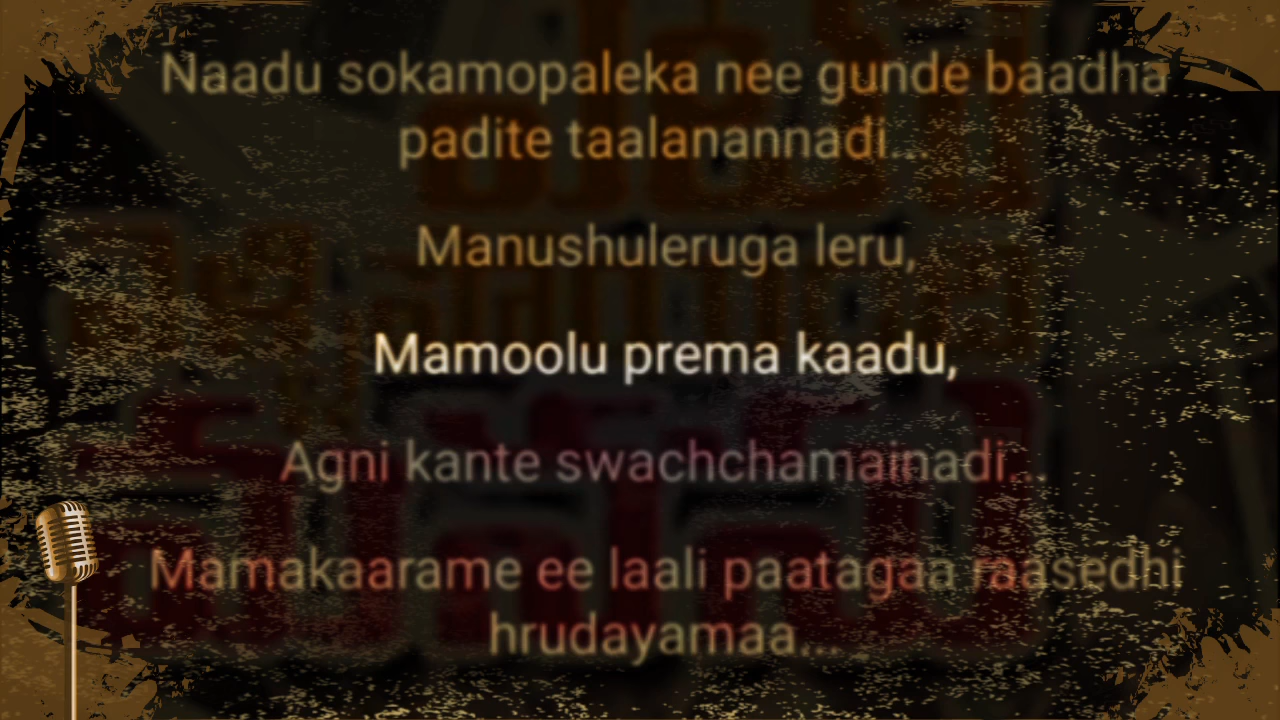 Naadu sokamopaleka nee gunde baadha
padite taalanannadi...
Manushuleruga leru,
Mamoolu prema kaadu,
Agni kante swachchamainadi...
Mamakaarame ee laali paatagaa raasedhi
hrudayamaa...